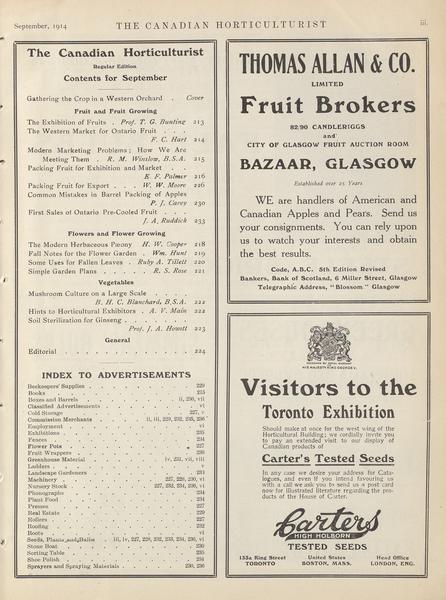 September, 1914
THE CANADIAN HORTICULTURIST
iii.
The Canadian Horticulturist
Regular Edition
Contents for September
Gathering the Crop in a Western Orchard . Cover
Fruit and Fruit Growing
The Exhibition of Fruits . Prof. T. G. Bunting 213
The Western Market for Ontario Fruit . . .
F. C. Hart 214
Modern Marketing Problems; How We Are
Meeting Them . R. M. Winslow, B.S.A. 215
Packing Fruit for Exhibition and Market . .
E. F. Palmer 216
Packing Fruit for Export . . . W. W. Moore 226
Common Mistakes in Barrel Packing of Apples
P. J. Carey 230
First Sales of Ontario Pre-Cooled Fruit . .
J. A. Ruddick 233
Flowers and Flower Growing
The Modern Herbaceous Pæony H. W. Cooper 218
Fall Notes for the Flower Garden . Wm. Hunt 219
Some Uses for Fallen Leaves . Ruby A. Tillett 220
Simple Garden Plans . . . . R. S. Rose 221
Vegetables
Mushroom Culture on a Large Scale . . . .
B. H. C. Blanchard, B.S.A. 222
Hints to Horticultural Exhibitors . A. V. Main 222
Soil Sterilization for Ginseng . . . .
Prof. J. A. Howitt 223
General
Editorial . . . . . . . . 224
INDEX TO ADVERTISEMENTS
Beekeepers' Supplies 229
Books 235
Boxes and Barrels ii, 236, vii
Classified Advertisements vi
Cold Storage 227, v
Commission Merchants ii, iii, 229, 232, 235, 236
Employment vi
Exhibitions 235
Fences 234
Flower Pots 227
Fruit Wrappers 236
Greenhouse Material iv, 231, vii, viii
Ladders v
Landscape Gardeners 233
Machinery 227, 228, 230, vi
Nursery Stock 227, 233, 234, 236, vi
Phonographs 234
Plant Food 234
Presses 227
Real Estate 229
Rollers 227
Roofing 232
Roots vi
Seeds, Plants and Bulbs iii, iv, 227, 228, 232, 233, 234, 236, vi
Stone Boat 230
Sorting Table 235
Shoe Polish 234
Sprayers and Spraying Materials 230, 236
THOMAS ALLAN & CO.
LIMITED
Fruit Brokers
82/90 CANDLERIGGS
and
CITY OF GLASGOW FRUIT AUCTION ROOM
BAZAAR, GLASGOW
Established over 25 Years
WE are handlers of American and
Canadian Apples and Pears. Send us
your consignments. You can rely upon
us to watch your interests and obtain
the best results.
Code, A.B.C. 5th Edition Revised
Bankers, Bank of Scotland, 6 Miller Street, Glasgow
Telegraphic Address, "Blossom" Glasgow
HIS MAJESTY KING GEORGE V.
Visitors to the
Toronto Exhibition
Should make at once for the west wing of the
Horticultural Building; we cordially invite you
to pay an extended visit to our display of
Canadian products of
Carter's Tested Seeds
In any case we desire your address for Cata-
logues, and even if you intend favouring us
with a call we ask you to send us a post card
now for illustrated literature regarding the pro-
ducts of the House of Carter.
Carters
HIGH HOLBORN
TESTED SEEDS
133a King Street United States Head Office
TORONTO BOSTON, MASS. LONDON, ENG.